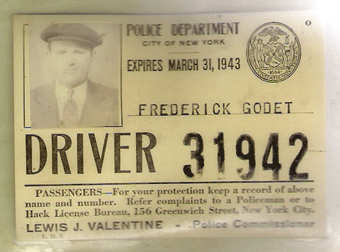 POLICE DEPARTMENT
CITY OF NEW YORK
EXPIRES MARCH 31, 1943
FREDERICK GODET
DRIVER 31942
PASSENGERS—For your protection keep a record of above
name and number. Refer complaints to a Policeman or to
Hack License Bureau, 156 Greenwich Street, New York City.
LEWIS J. VALENTINE - Police Commissioner